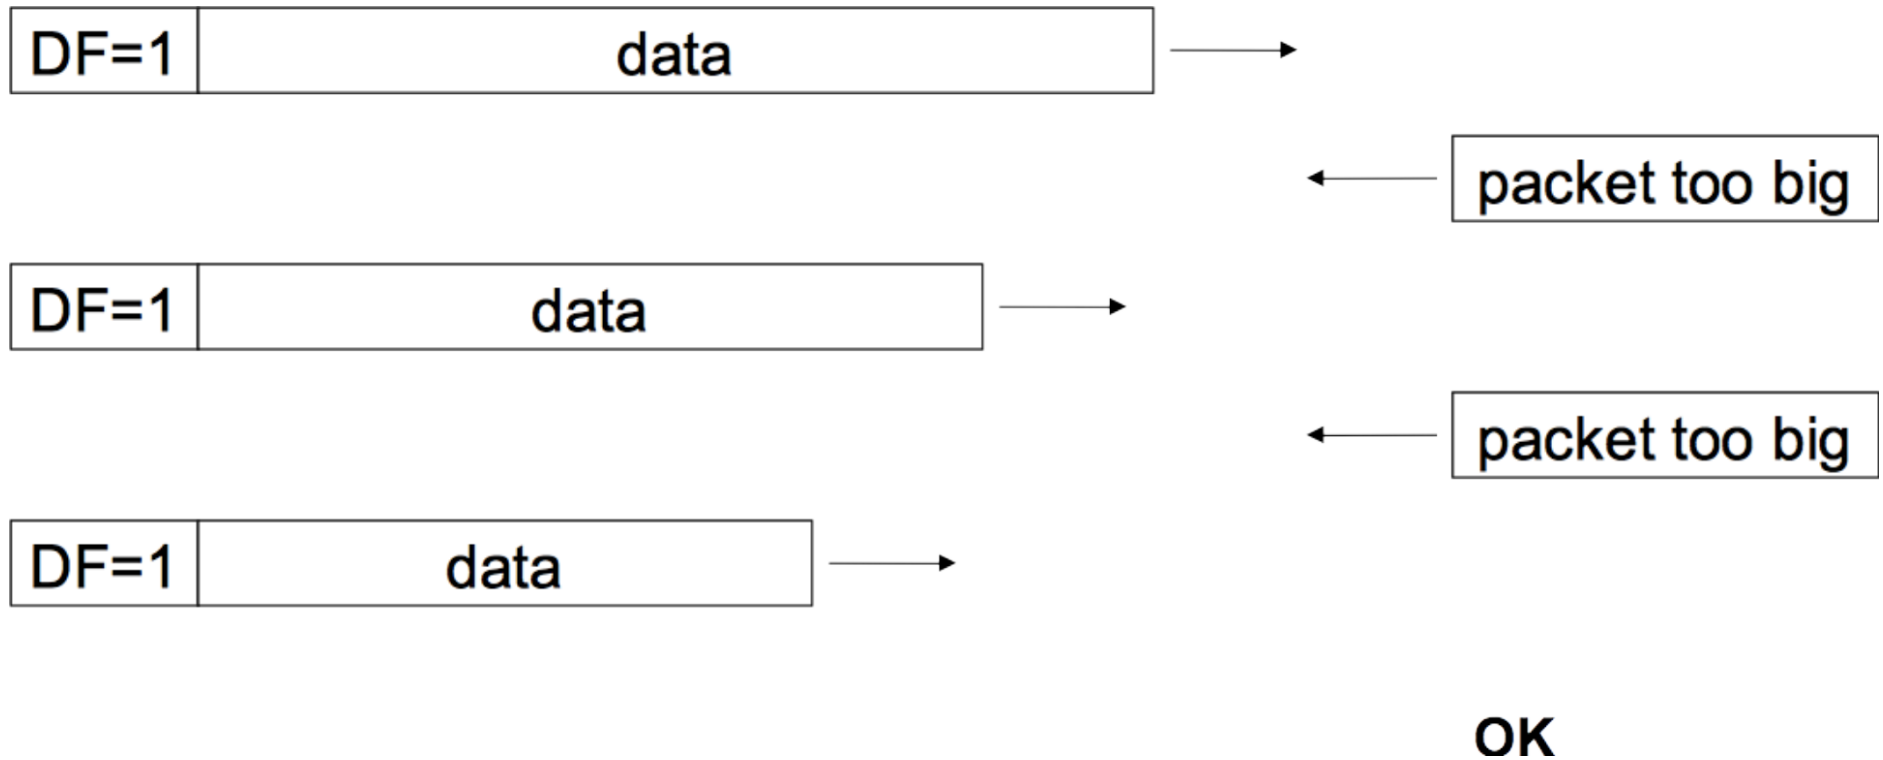 DF=1 data
packet too big
DF=1 data
packet too big
DF=1 data
OK